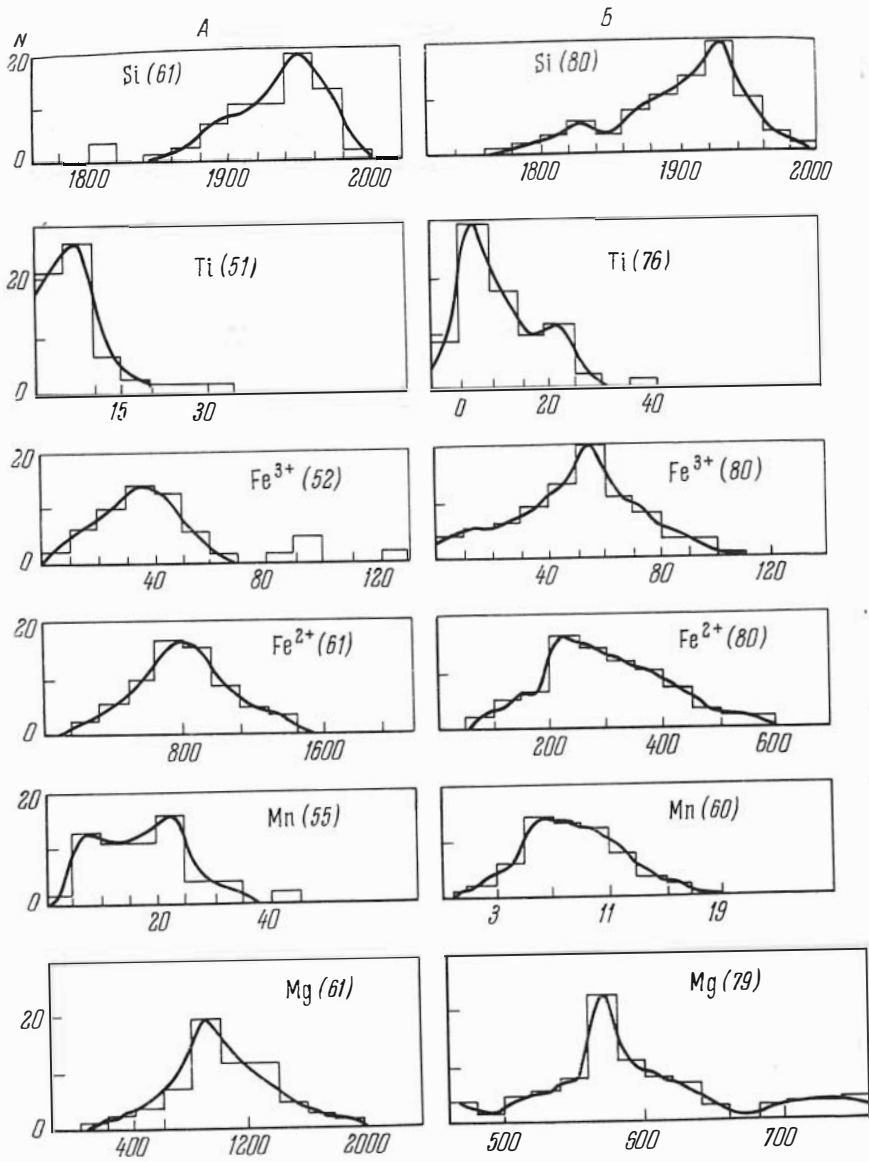 А Б
N
20
0
Si (61)
1800 1900 2000
Si (80)
1800 1900 2000
20
0
Ti (51)
15 30
Ti (76)
0 20 40
20
0
Fe³⁺ (52)
40 80 120
Fe³⁺ (80)
40 80 120
20
0
Fe²⁺ (61)
800 1600
Fe²⁺ (80)
200 400 600
20
0
Mn (55)
20 40
Mn (60)
3 11 19
20
0
Mg (61)
400 1200 2000
Mg (79)
500 600 700